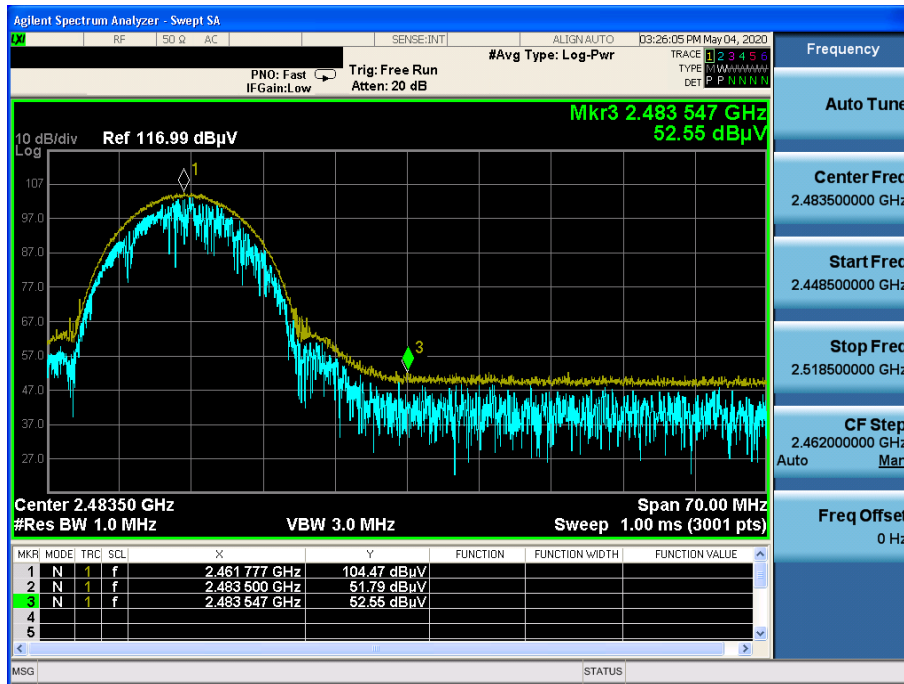 Agilent Spectrum Analyzer - Swept SA
LXI RF 50 Ω AC SENSE:INT ALIGN AUTO 03:26:05 PM May 04, 2020
#Avg Type: Log-Pwr TRACE 1 2 3 4 5 6
PNO: Fast Trig: Free Run TYPE M W W W W W
IFGain:Low Atten: 20 dB DET P P N N N N
Mkr3 2.483 547 GHz
52.55 dBµV
10 dB/div Ref 116.99 dBµV
Log
107
97.0
87.0
77.0
67.0
57.0
47.0
37.0
27.0
1
3
Center 2.48350 GHz Span 70.00 MHz
#Res BW 1.0 MHz VBW 3.0 MHz Sweep 1.00 ms (3001 pts)
MKR MODE TRC SCL X Y FUNCTION FUNCTION WIDTH FUNCTION VALUE
1 N 1 f 2.461 777 GHz 104.47 dBµV
2 N 1 f 2.483 500 GHz 51.79 dBµV
3 N 1 f 2.483 547 GHz 52.55 dBµV
4
5
MSG STATUS
Frequency
Auto Tune
Center Freq
2.483500000 GHz
Start Freq
2.448500000 GHz
Stop Freq
2.518500000 GHz
CF Step
2.462000000 GHz
Auto Man
Freq Offset
0 Hz